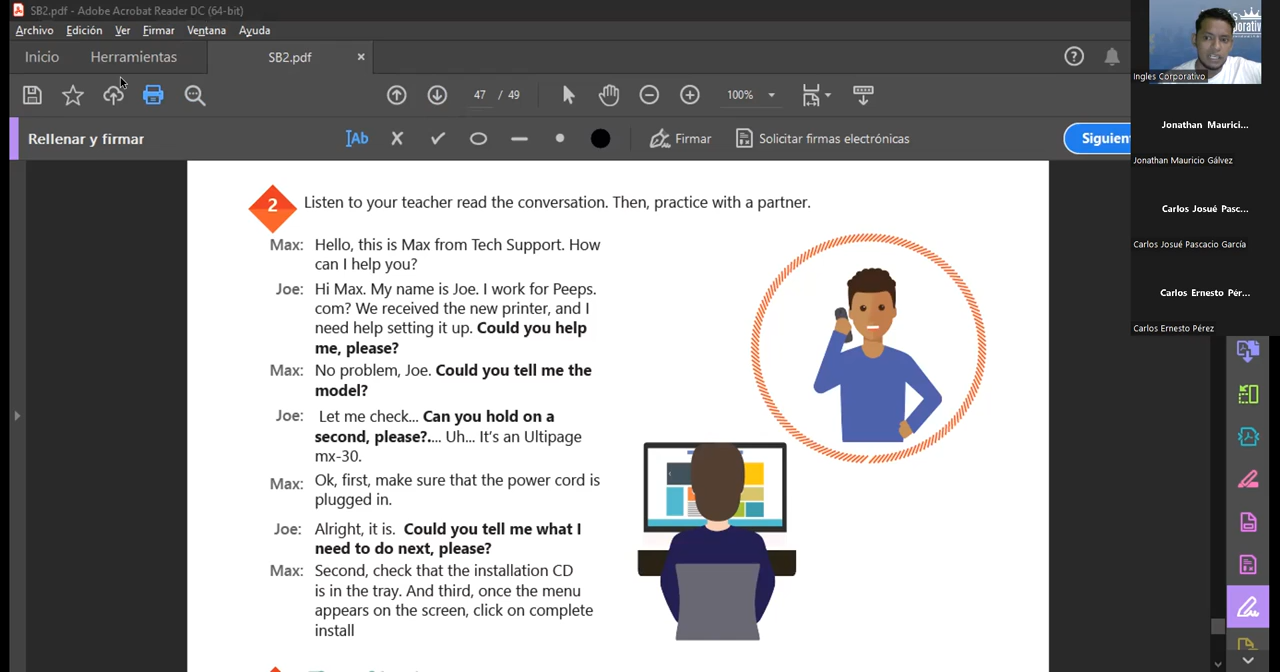 SB2.pdf - Adobe Acrobat Reader DC (64-bit)
Archivo Edición Ver Firmar Ventana Ayuda
Inicio Herramientas SB2.pdf ×
47 / 49 100%
Rellenar y firmar Ab Firmar Solicitar firmas electrónicas Siguien
2 Listen to your teacher read the conversation. Then, practice with a partner.
Max: Hello, this is Max from Tech Support. How
can I help you?
Joe: Hi Max. My name is Joe. I work for Peeps.
com? We received the new printer, and I
need help setting it up. Could you help
me, please?
Max: No problem, Joe. Could you tell me the
model?
Joe: Let me check... Can you hold on a
second, please?.... Uh... It's an Ultipage
mx-30.
Max: Ok, first, make sure that the power cord is
plugged in.
Joe: Alright, it is. Could you tell me what I
need to do next, please?
Max: Second, check that the installation CD
is in the tray. And third, once the menu
appears on the screen, click on complete
install
Ingles Corporativo
Jonathan Maurici...
Jonathan Mauricio Gálvez
Carlos Josué Pasc...
Carlos Josué Pascacio García
Carlos Ernesto Pér...
Carlos Ernesto Pérez